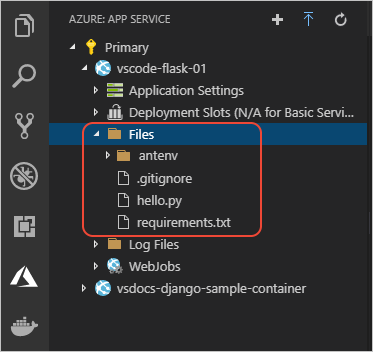 AZURE: APP SERVICE
Primary
vscode-flask-01
Application Settings
Deployment Slots (N/A for Basic Servi...
Files
antenv
.gitignore
hello.py
requirements.txt
Log Files
WebJobs
vsdocs-django-sample-container